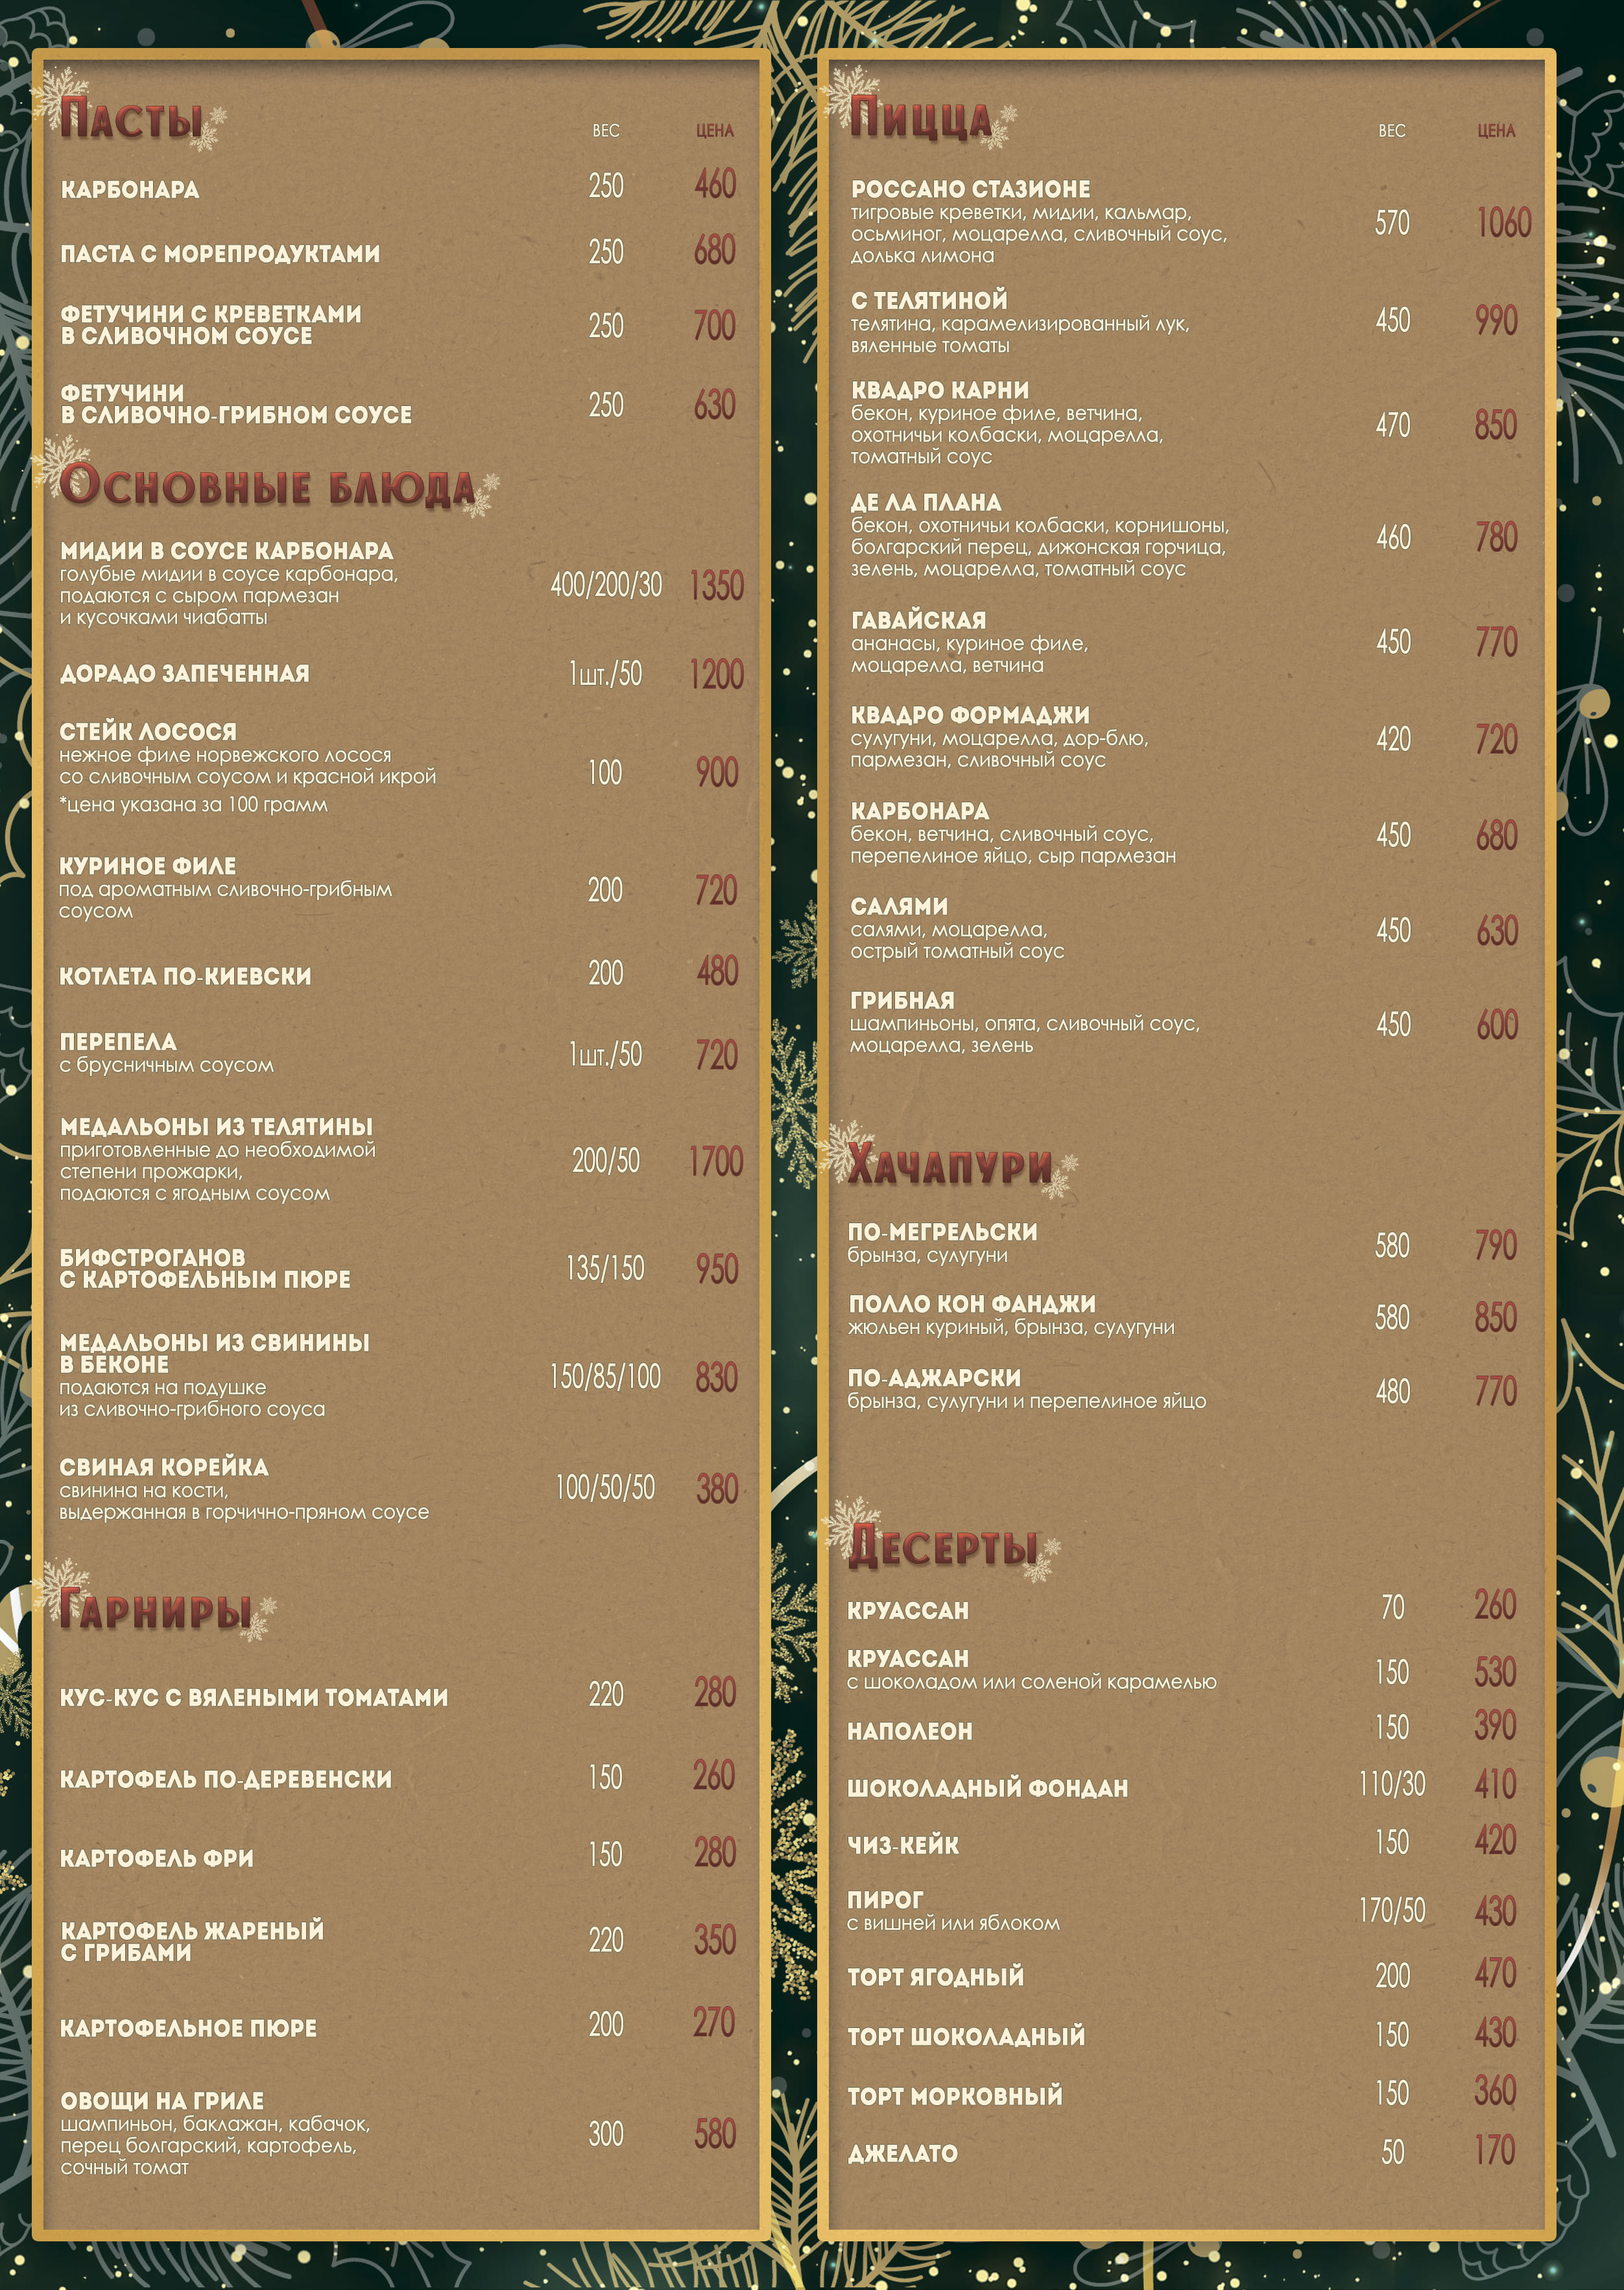 Пасты
ВЕС ЦЕНА
КАРБОНАРА 250 460
ПАСТА С МОРЕПРОДУКТАМИ 250 680
ФЕТУЧИНИ С КРЕВЕТКАМИ
В СЛИВОЧНОМ СОУСЕ 250 700
ФЕТУЧИНИ
В СЛИВОЧНО-ГРИБНОМ СОУСЕ 250 630
Основные блюда
МИДИИ В СОУСЕ КАРБОНАРА
голубые мидии в соусе карбонара,
подаются с сыром пармезан 400/200/30 1350
и кусочками чиабатты
ДОРАДО ЗАПЕЧЕННАЯ 1шт./50 1200
СТЕЙК ЛОСОСЯ
нежное филе норвежского лосося
со сливочным соусом и красной икрой 100 900
*цена указана за 100 грамм
КУРИНОЕ ФИЛЕ
под ароматным сливочно-грибным 200 720
соусом
КОТЛЕТА ПО-КИЕВСКИ 200 480
ПЕРЕПЕЛА
с брусничным соусом 1шт./50 720
МЕДАЛЬОНЫ ИЗ ТЕЛЯТИНЫ
приготовленные до необходимой
степени прожарки, 200/50 1700
подаются с ягодным соусом
БИФСТРОГАНОВ
С КАРТОФЕЛЬНЫМ ПЮРЕ 135/150 950
МЕДАЛЬОНЫ ИЗ СВИНИНЫ
В БЕКОНЕ
подаются на подушке 150/85/100 830
из сливочно-грибного соуса
СВИНАЯ КОРЕЙКА
свинина на кости, 100/50/50 380
выдержанная в горчично-пряном соусе
Гарниры
КУС-КУС С ВЯЛЕНЫМИ ТОМАТАМИ 220 280
КАРТОФЕЛЬ ПО-ДЕРЕВЕНСКИ 150 260
КАРТОФЕЛЬ ФРИ 150 280
КАРТОФЕЛЬ ЖАРЕНЫЙ
С ГРИБАМИ 220 350
КАРТОФЕЛЬНОЕ ПЮРЕ 200 270
ОВОЩИ НА ГРИЛЕ
шампиньон, баклажан, кабачок, 300 580
перец болгарский, картофель,
сочный томат
Пицца
ВЕС ЦЕНА
РОССАНО СТАЗИОНЕ
тигровые креветки, мидии, кальмар, 570 1060
осьминог, моцарелла, сливочный соус,
долька лимона
С ТЕЛЯТИНОЙ
телятина, карамелизированный лук, 450 990
вяленные томаты
КВАДРО КАРНИ
бекон, куриное филе, ветчина,
охотничьи колбаски, моцарелла, 470 850
томатный соус
ДЕ ЛА ПЛАНА
бекон, охотничьи колбаски, корнишоны,
болгарский перец, дижонская горчица, 460 780
зелень, моцарелла, томатный соус
ГАВАЙСКАЯ
ананасы, куриное филе, 450 770
моцарелла, ветчина
КВАДРО ФОРМАДЖИ
сулугуни, моцарелла, дор-блю, 420 720
пармезан, сливочный соус
КАРБОНАРА
бекон, ветчина, сливочный соус, 450 680
перепелиное яйцо, сыр пармезан
САЛЯМИ
салями, моцарелла, 450 630
острый томатный соус
ГРИБНАЯ
шампиньоны, опята, сливочный соус, 450 600
моцарелла, зелень
Хачапури
ПО-МЕГРЕЛЬСКИ
брынза, сулугуни 580 790
ПОЛЛО КОН ФАНДЖИ
жюльен куриный, брынза, сулугуни 580 850
ПО-АДЖАРСКИ
брынза, сулугуни и перепелиное яйцо 480 770
Десерты
КРУАССАН 70 260
КРУАССАН
с шоколадом или соленой карамелью 150 530
НАПОЛЕОН 150 390
ШОКОЛАДНЫЙ ФОНДАН 110/30 410
ЧИЗ-КЕЙК 150 420
ПИРОГ
с вишней или яблоком 170/50 430
ТОРТ ЯГОДНЫЙ 200 470
ТОРТ ШОКОЛАДНЫЙ 150 430
ТОРТ МОРКОВНЫЙ 150 360
ДЖЕЛАТО 50 170